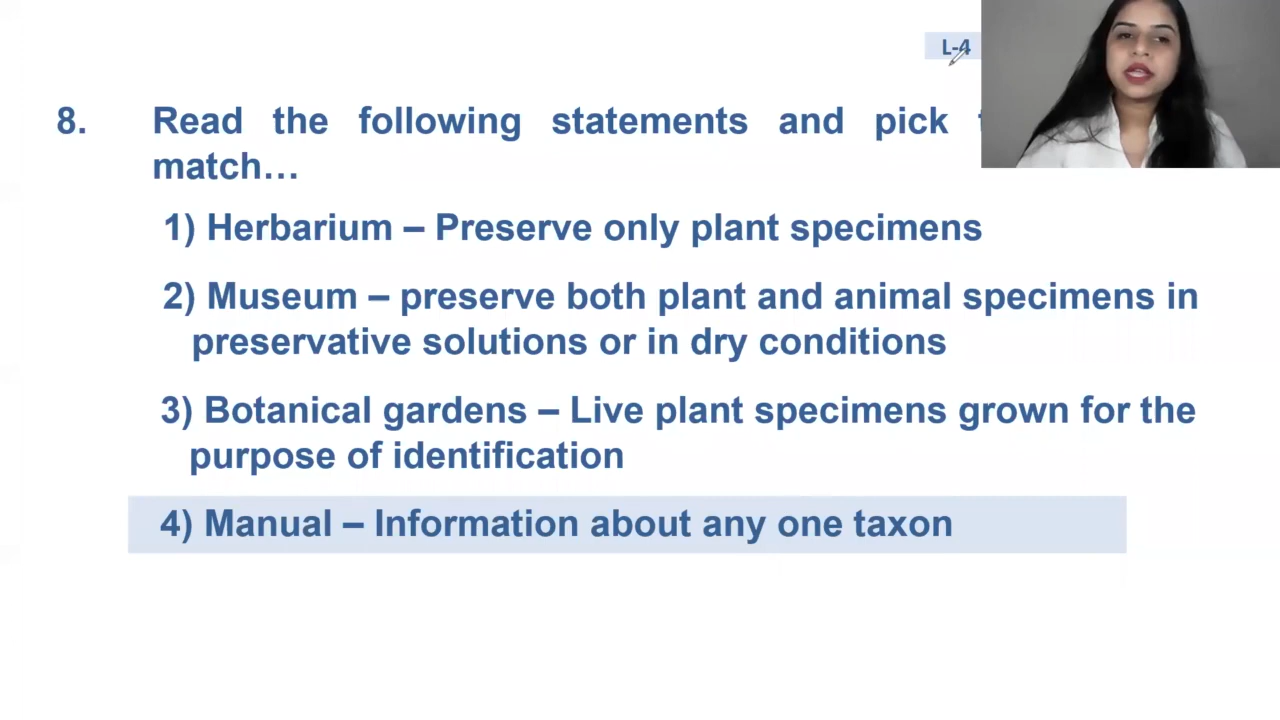 L-4
8. Read the following statements and pick
match...
1) Herbarium – Preserve only plant specimens
2) Museum – preserve both plant and animal specimens in
preservative solutions or in dry conditions
3) Botanical gardens – Live plant specimens grown for the
purpose of identification
4) Manual – Information about any one taxon